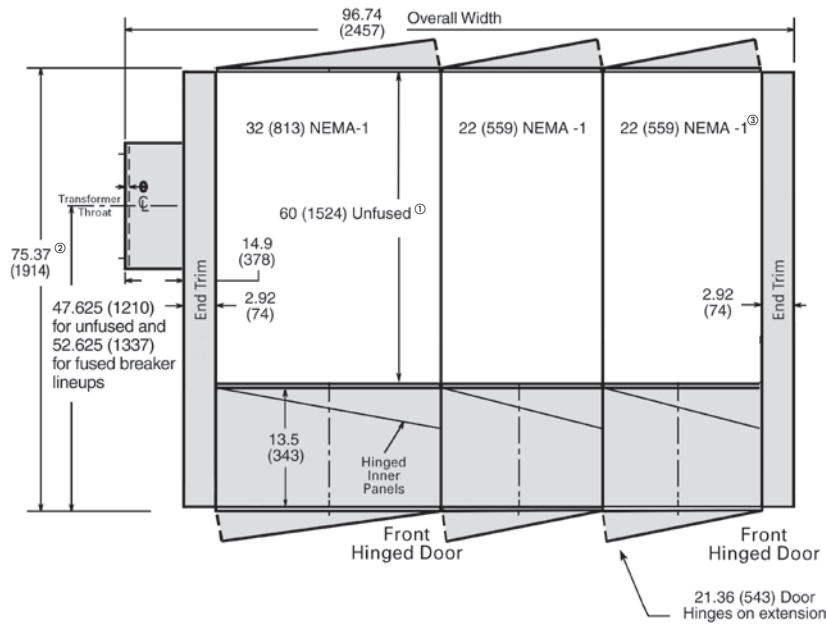 96.74
(2457)
Overall Width
32 (813) NEMA-1
22 (559) NEMA -1
22 (559) NEMA -1③
Transformer
Throat
℄
60 (1524) Unfused ①
75.37 ②
(1914)
14.9
(378)
End Trim
2.92
(74)
2.92
(74)
End Trim
47.625 (1210)
for unfused and
52.625 (1337)
for fused breaker
lineups
13.5
(343)
Hinged
Inner
Panels
Front
Hinged Door
Front
Hinged Door
21.36 (543) Door
Hinges on extension